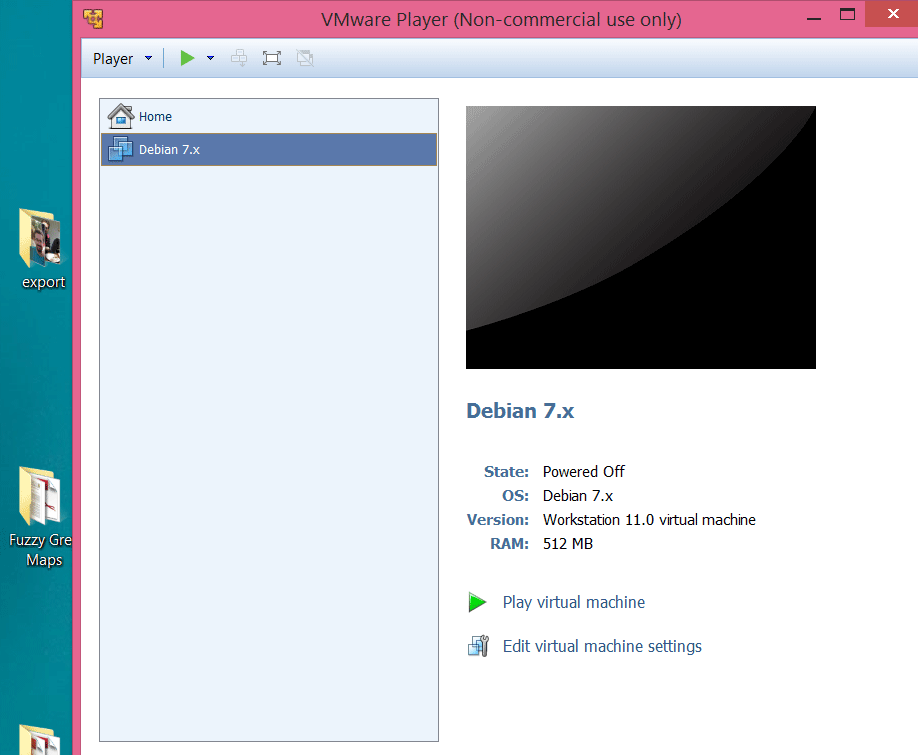 VMware Player (Non-commercial use only)
Player
Home
Debian 7.x
export
Fuzzy Gre
Maps
Debian 7.x
State: Powered Off
OS: Debian 7.x
Version: Workstation 11.0 virtual machine
RAM: 512 MB
Play virtual machine
Edit virtual machine settings